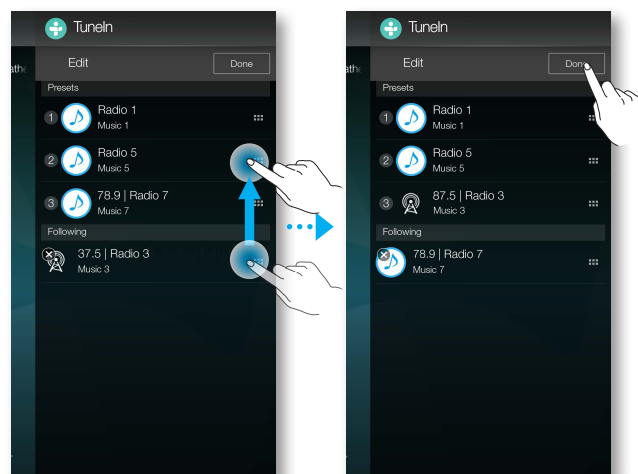 TuneIn
Edit Done
Presets
1 Radio 1
Music 1
2 Radio 5
Music 5
3 78.9 | Radio 7
Music 7
Following
37.5 | Radio 3
Music 3
TuneIn
Edit
Presets
1 Radio 1
Music 1
2 Radio 5
Music 5
3 87.5 | Radio 3
Music 3
Following
78.9 | Radio 7
Music 7